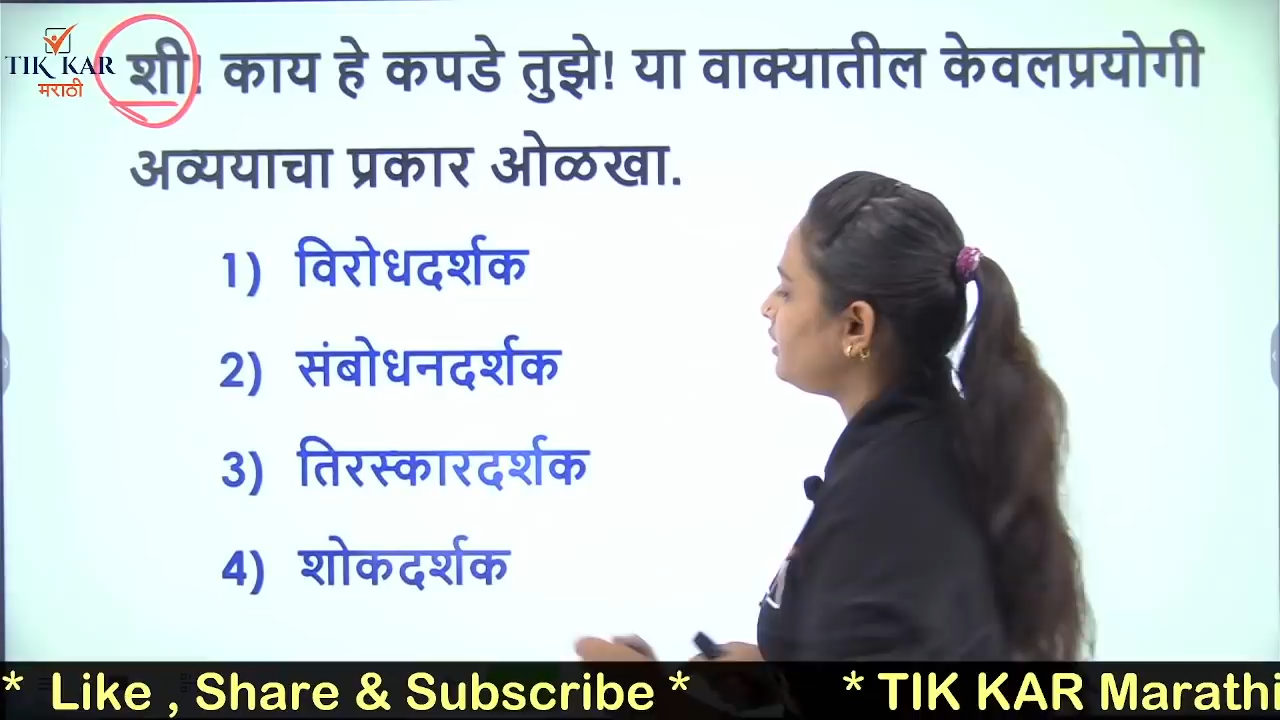 TIK KAR
मराठी
शी! काय हे कपडे तुझे! या वाक्यातील केवलप्रयोगी
अव्ययाचा प्रकार ओळखा.
1) विरोधदर्शक
2) संबोधनदर्शक
3) तिरस्कारदर्शक
4) शोकदर्शक
* Like , Share & Subscribe * * TIK KAR Marathi